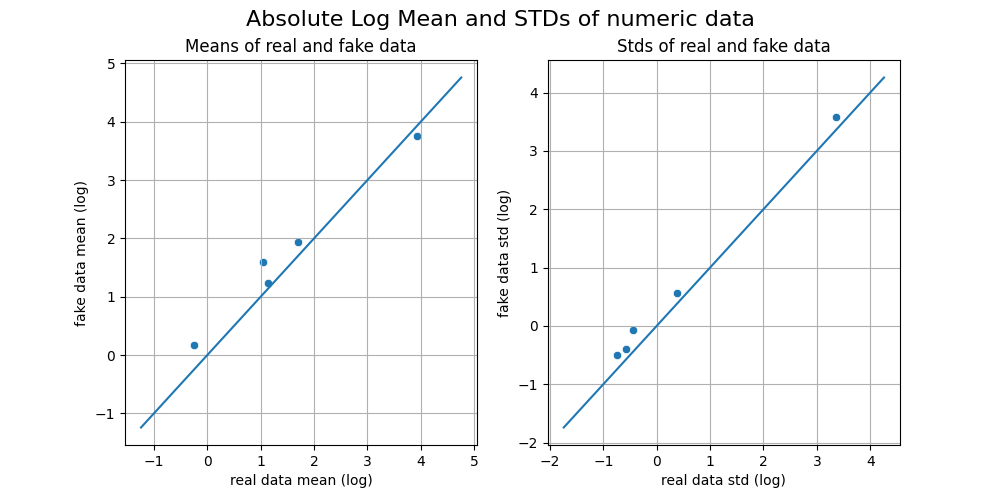 Absolute Log Mean and STDs of numeric data
Means of real and fake data
5
4
3
2
1
0
−1
fake data mean (log)
−1 0 1 2 3 4 5
real data mean (log)
Stds of real and fake data
4
3
2
1
0
−1
−2
fake data std (log)
−2 −1 0 1 2 3 4
real data std (log)